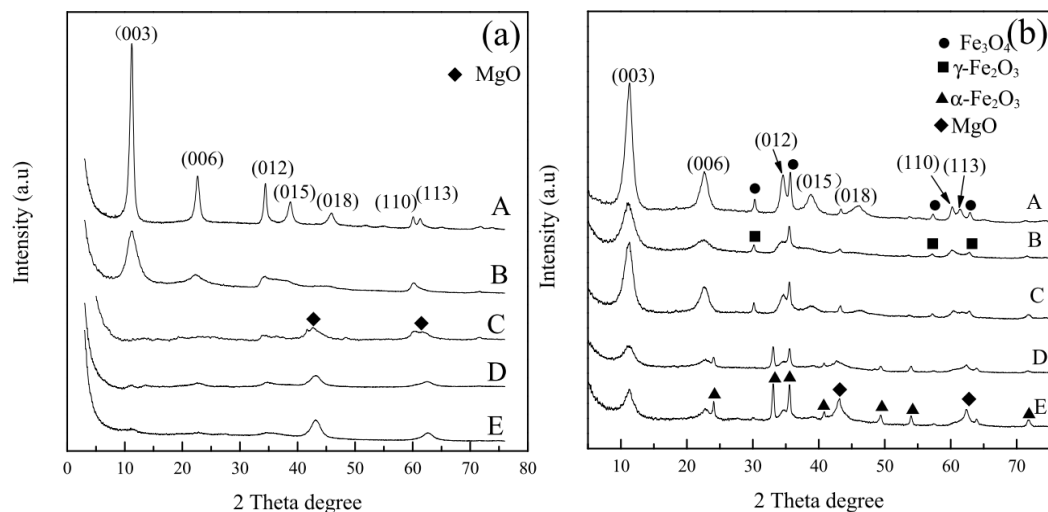 (a)
◆ MgO
(003)
(006)
(012)
(015)
(018)
(110)
(113)
A
B
C
D
E
Intensity (a.u)
0 10 20 30 40 50 60 70 80
2 Theta degree
(b)
● Fe₃O₄
■ γ-Fe₂O₃
▲ α-Fe₂O₃
◆ MgO
(003)
(006)
(012)
(015)
(018)
(110)
(113)
A
B
C
D
E
Intensity (a.u)
10 20 30 40 50 60 70
2 Theta degree